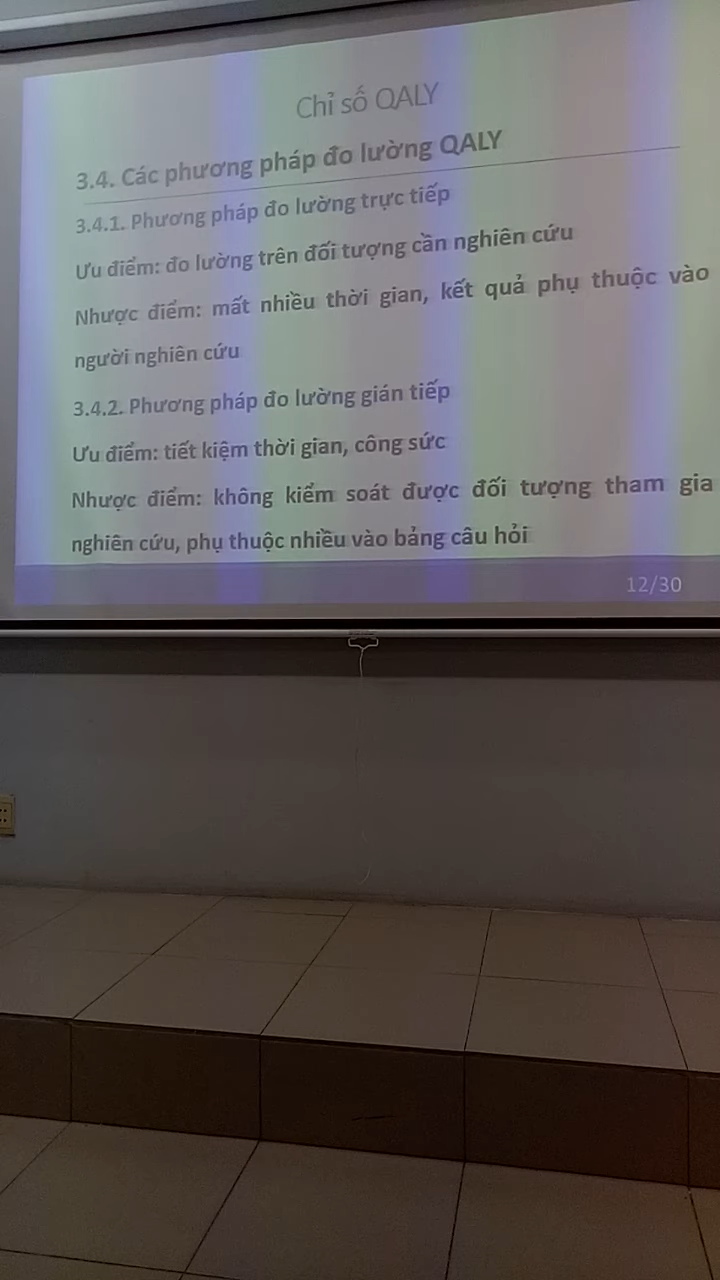 Chỉ số QALY
3.4. Các phương pháp đo lường QALY
3.4.1. Phương pháp đo lường trực tiếp
Ưu điểm: đo lường trên đối tượng cần nghiên cứu
Nhược điểm: mất nhiều thời gian, kết quả phụ thuộc vào
người nghiên cứu
3.4.2. Phương pháp đo lường gián tiếp
Ưu điểm: tiết kiệm thời gian, công sức
Nhược điểm: không kiểm soát được đối tượng tham gia
nghiên cứu, phụ thuộc nhiều vào bảng câu hỏi
12/30